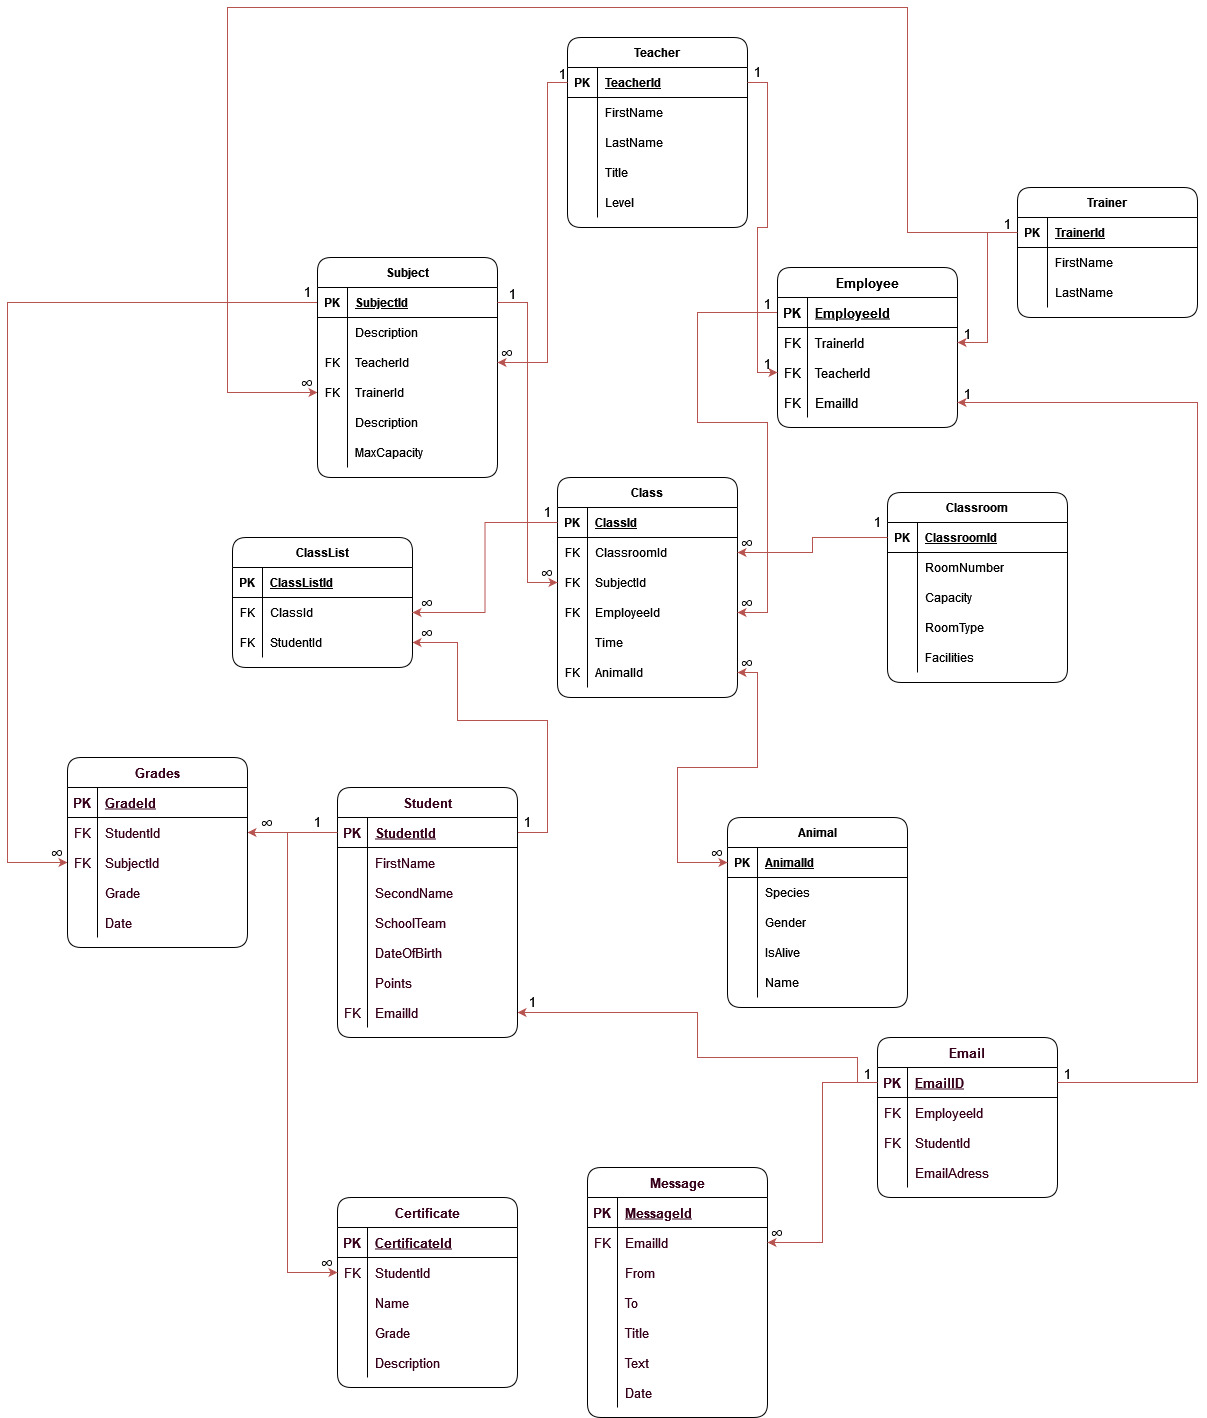 Teacher
1 PK TeacherId 1
FirstName
LastName
Title
Level
Trainer
1 PK TrainerId
FirstName
LastName
Subject
1 PK SubjectId 1
Description
FK TeacherId ∞
∞ FK TrainerId
Description
MaxCapacity
Employee
1 PK EmployeeId
FK TrainerId 1
1 FK TeacherId
FK EmailId 1
Class
1 PK ClassId
FK ClassroomId ∞
∞ FK SubjectId
FK EmployeeId ∞
Time
FK AnimalId ∞
Classroom
1 PK ClassroomId
RoomNumber
Capacity
RoomType
Facilities
ClassList
PK ClassListId
FK ClassId ∞
FK StudentId ∞
Grades
PK GradeId
FK StudentId ∞
∞ FK SubjectId
Grade
Date
Student
1 PK StudentId 1
FirstName
SecondName
SchoolTeam
DateOfBirth
Points
FK EmailId 1
Animal
∞ PK AnimalId
Species
Gender
IsAlive
Name
Email
1 PK EmailID 1
FK EmployeeId
FK StudentId
EmailAdress
Message
PK MessageId
FK EmailId ∞
From
To
Title
Text
Date
Certificate
PK CertificateId
∞ FK StudentId
Name
Grade
Description